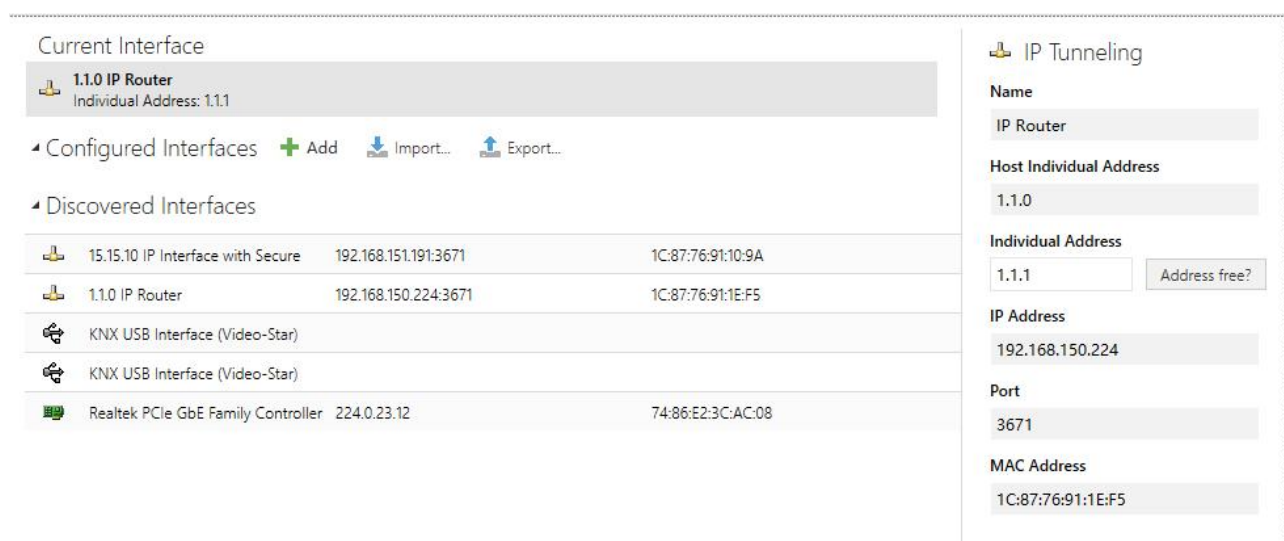 Current Interface
1.1.0 IP Router
Individual Address: 1.1.1
Configured Interfaces Add Import... Export...
Discovered Interfaces
15.15.10 IP Interface with Secure 192.168.151.191:3671 1C:87:76:91:10:9A
1.1.0 IP Router 192.168.150.224:3671 1C:87:76:91:1E:F5
KNX USB Interface (Video-Star)
KNX USB Interface (Video-Star)
Realtek PCIe GbE Family Controller 224.0.23.12 74:86:E2:3C:AC:08
IP Tunneling
Name
IP Router
Host Individual Address
1.1.0
Individual Address
1.1.1 Address free?
IP Address
192.168.150.224
Port
3671
MAC Address
1C:87:76:91:1E:F5